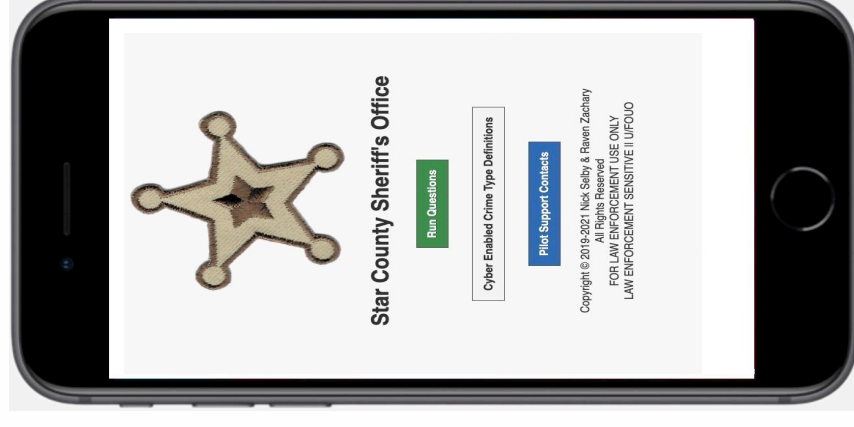 Star County Sheriff's Office
Run Questions
Cyber Enabled Crime Type Definitions
Pilot Support Contacts
Copyright © 2019-2021 Nick Selby & Raven Zachary
All Rights Reserved
FOR LAW ENFORCEMENT USE ONLY
LAW ENFORCEMENT SENSITIVE II U/FOUO